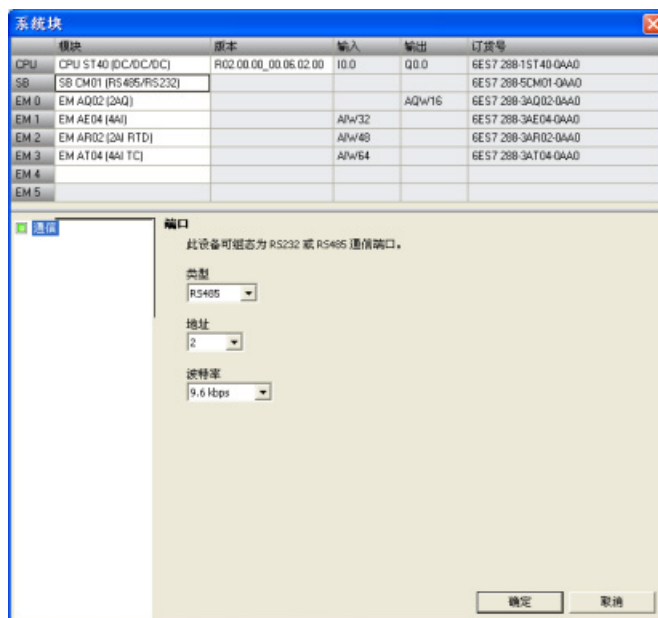 系统块
模块 版本 输入 输出 订货号
CPU CPU ST40 (DC/DC/DC) R02.00.00_00.06.02.00 I0.0 Q0.0 6ES7 288-1ST40-0AA0
SB SB CM01 (RS485/RS232) 6ES7 288-5CM01-0AA0
EM 0 EM AQ02 (2AQ) AQW16 6ES7 288-3AQ02-0AA0
EM 1 EM AE04 (4AI) AIW32 6ES7 288-3AE04-0AA0
EM 2 EM AR02 (2AI RTD) AIW48 6ES7 288-3AR02-0AA0
EM 3 EM AT04 (4AI TC) AIW64 6ES7 288-3AT04-0AA0
EM 4
EM 5
通信
端口
此设备可组态为 RS232 或 RS485 通信端口。
类型
RS485
地址
2
波特率
9.6 kbps
确定 取消